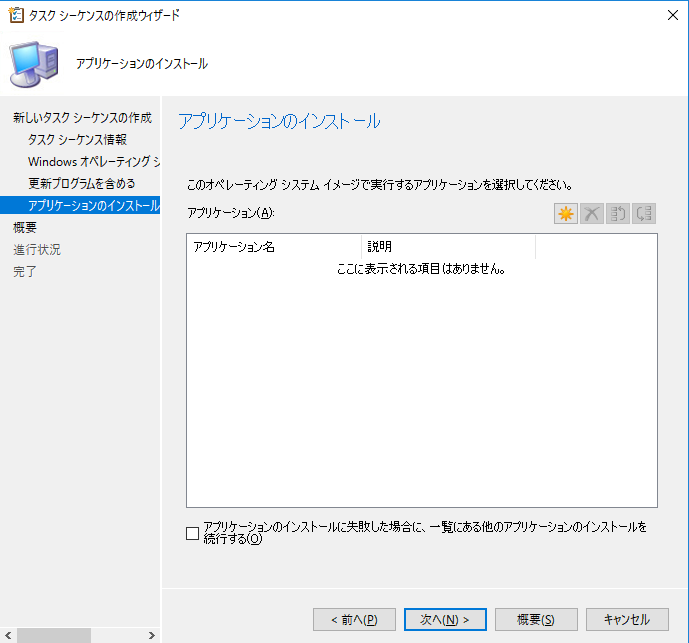 タスク シーケンスの作成ウィザード
アプリケーションのインストール
新しいタスク シーケンスの作成
タスク シーケンス情報
Windows オペレーティング シ
更新プログラムを含める
アプリケーションのインストール
概要
進行状況
完了
アプリケーションのインストール
このオペレーティング システム イメージで実行するアプリケーションを選択してください。
アプリケーション(A):
アプリケーション名 説明
ここに表示される項目はありません。
アプリケーションのインストールに失敗した場合に、一覧にある他のアプリケーションのインストールを
続行する(O)
< 前へ(P) 次へ(N) > 概要(S) キャンセル